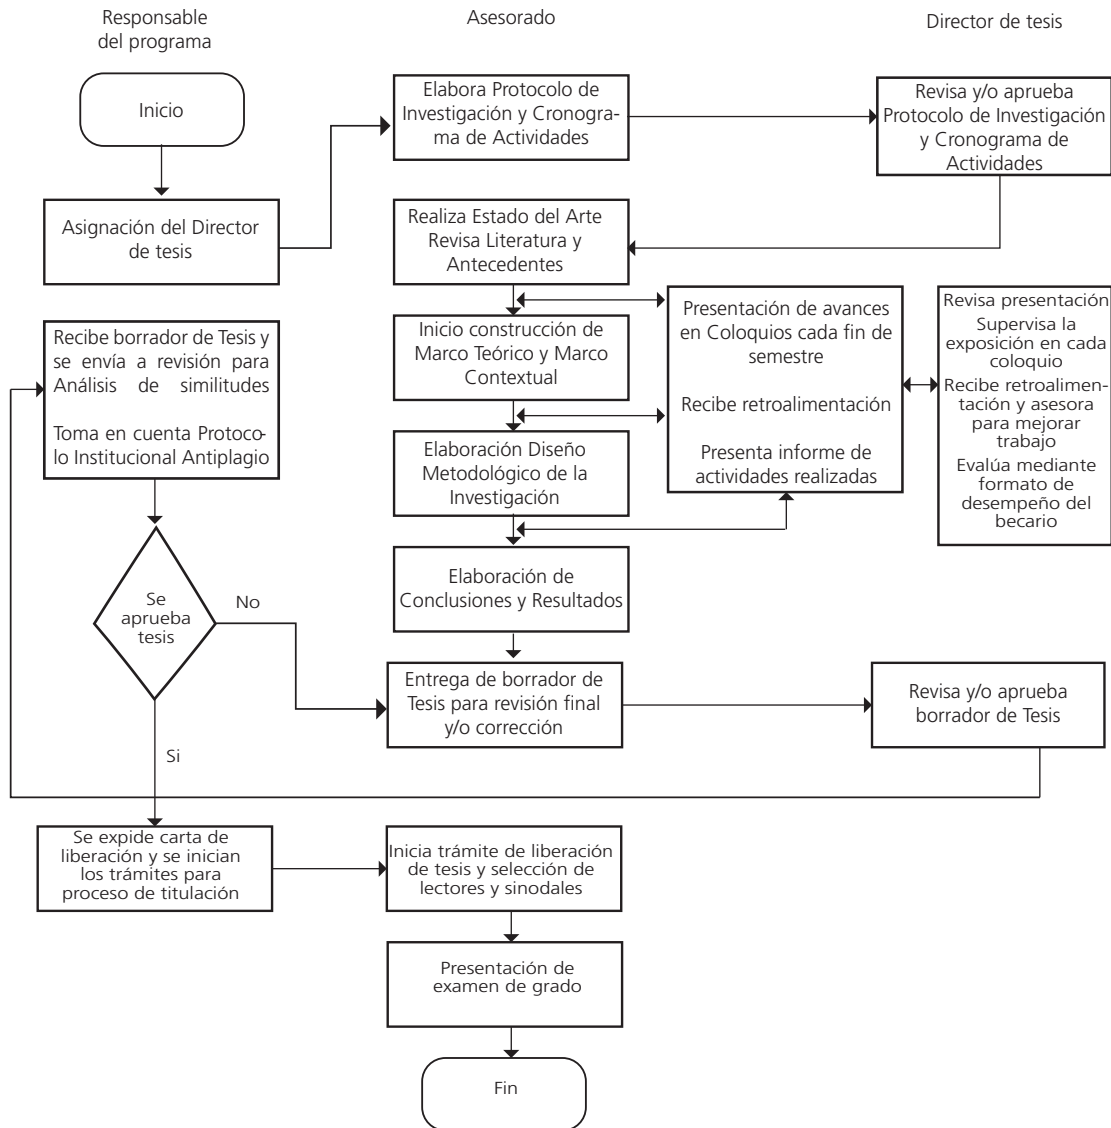 Responsable
del programa
Asesorado
Director de tesis
Inicio
Elabora Protocolo de
Investigación y Cronogra-
ma de Actividades
Revisa y/o aprueba
Protocolo de Investigación
y Cronograma de
Actividades
Asignación del Director
de tesis
Realiza Estado del Arte
Revisa Literatura y
Antecedentes
Recibe borrador de Tesis y
se envía a revisión para
Análisis de similitudes
Toma en cuenta Protoco-
lo Institucional Antiplagio
Inicio construcción de
Marco Teórico y Marco
Contextual
Presentación de avances
en Coloquios cada fin de
semestre
Recibe retroalimentación
Presenta informe de
actividades realizadas
Revisa presentación
Supervisa la
exposición en cada
coloquio
Recibe retroalimen-
tación y asesora
para mejorar
trabajo
Evalúa mediante
formato de
desempeño del
becario
Elaboración Diseño
Metodológico de la
Investigación
Elaboración de
Conclusiones y Resultados
Se
aprueba
tesis
No
Si
Entrega de borrador de
Tesis para revisión final
y/o corrección
Revisa y/o aprueba
borrador de Tesis
Se expide carta de
liberación y se inician
los trámites para
proceso de titulación
Inicia trámite de liberación
de tesis y selección de
lectores y sinodales
Presentación de
examen de grado
Fin